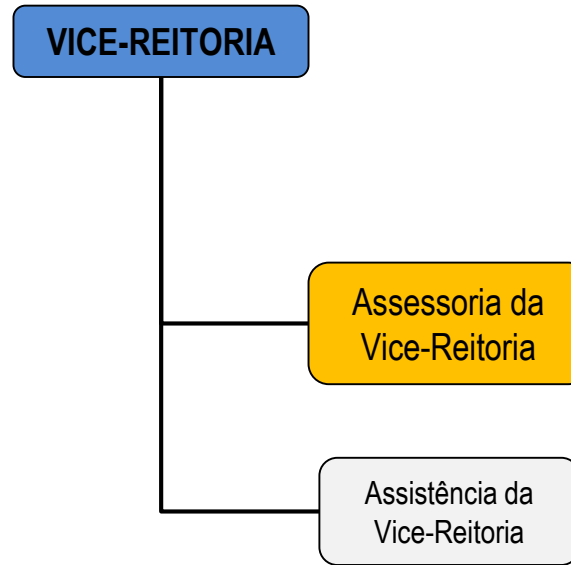 VICE-REITORIA
Assessoria da
Vice-Reitoria
Assistência da
Vice-Reitoria